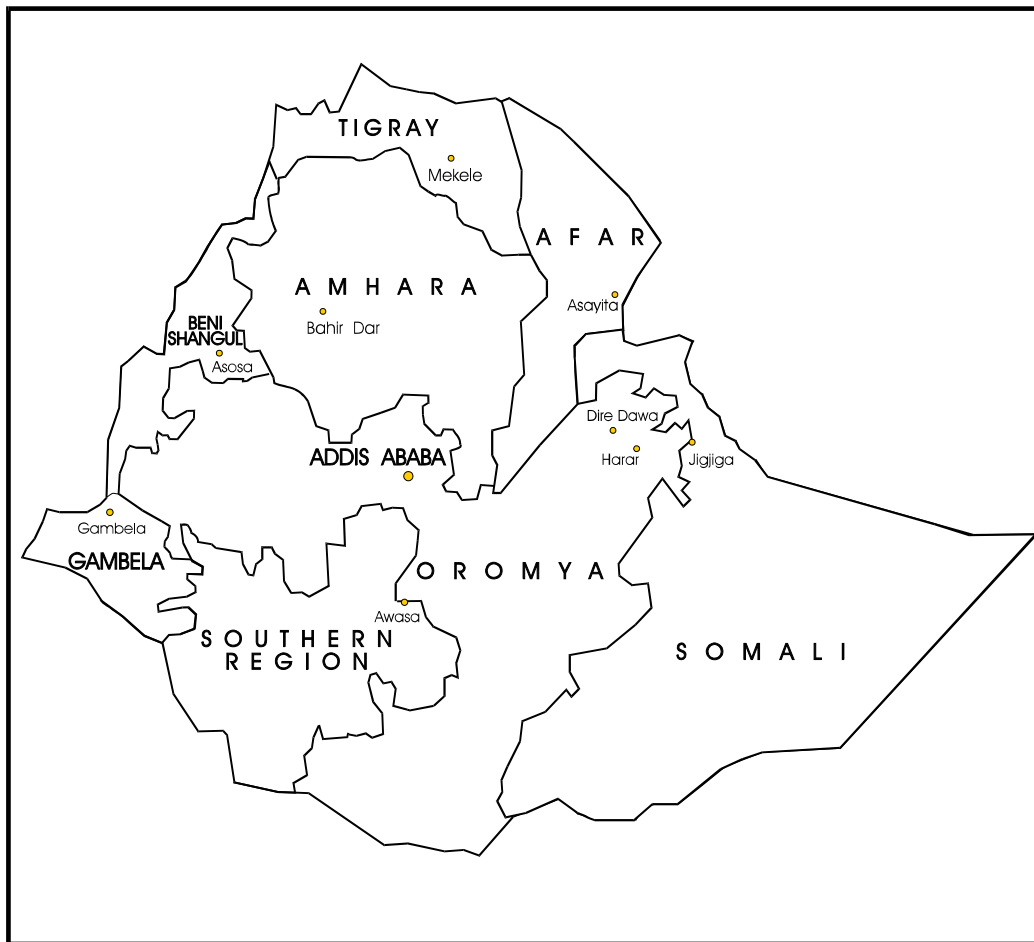 TIGRAY
Mekele
AFAR
AMHARA
Asayita
Bahir Dar
BENI
SHANGUL
Asosa
Dire Dawa
ADDIS ABABA
Harar
Jigjiga
Gambela
GAMBELA
OROMYA
Awasa
SOUTHERN
REGION
SOMALI